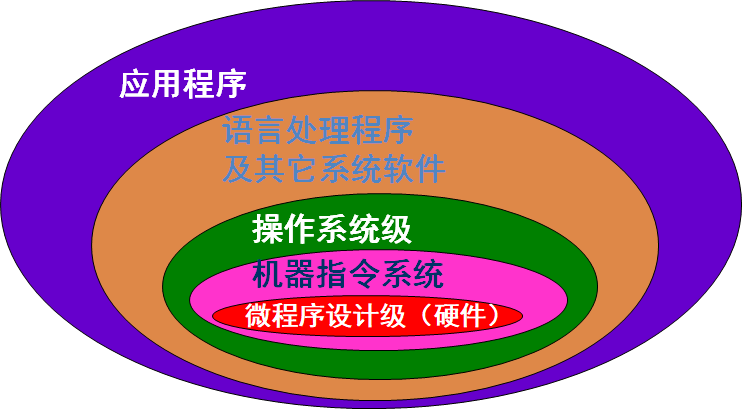 应用程序
语言处理程序
及其它系统软件
操作系统级
机器指令系统
微程序设计级（硬件）